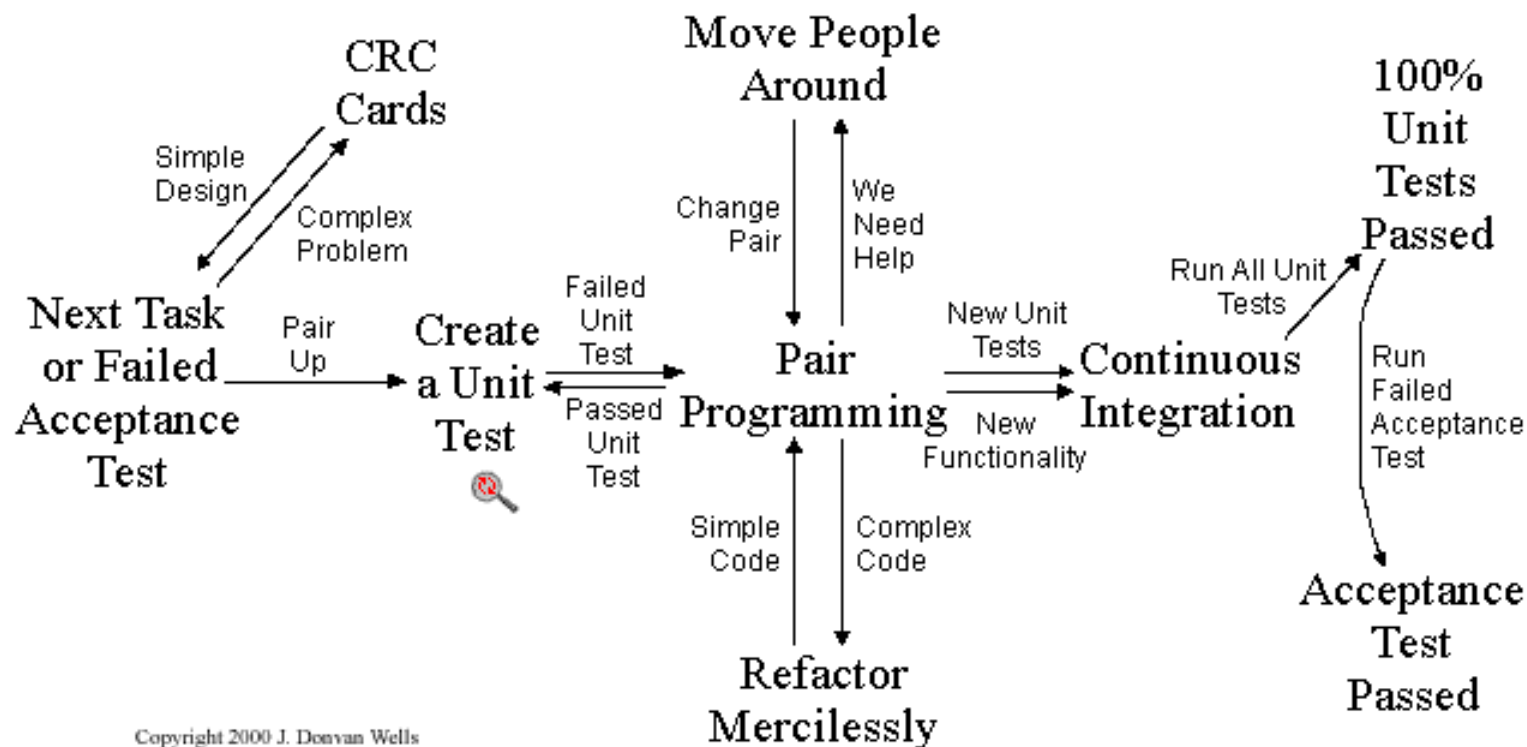 CRC
Cards
Simple
Design
Complex
Problem
Next Task
or Failed
Acceptance
Test
Pair
Up
Create
a Unit
Test
Failed
Unit
Test
Passed
Unit
Test
Move People
Around
Change
Pair
We
Need
Help
Pair
Programming
Simple
Code
Complex
Code
Refactor
Mercilessly
New Unit
Tests
New
Functionality
Continuous
Integration
Run All Unit
Tests
100%
Unit
Tests
Passed
Run
Failed
Acceptance
Test
Acceptance
Test
Passed
Copyright 2000 J. Donvan Wells